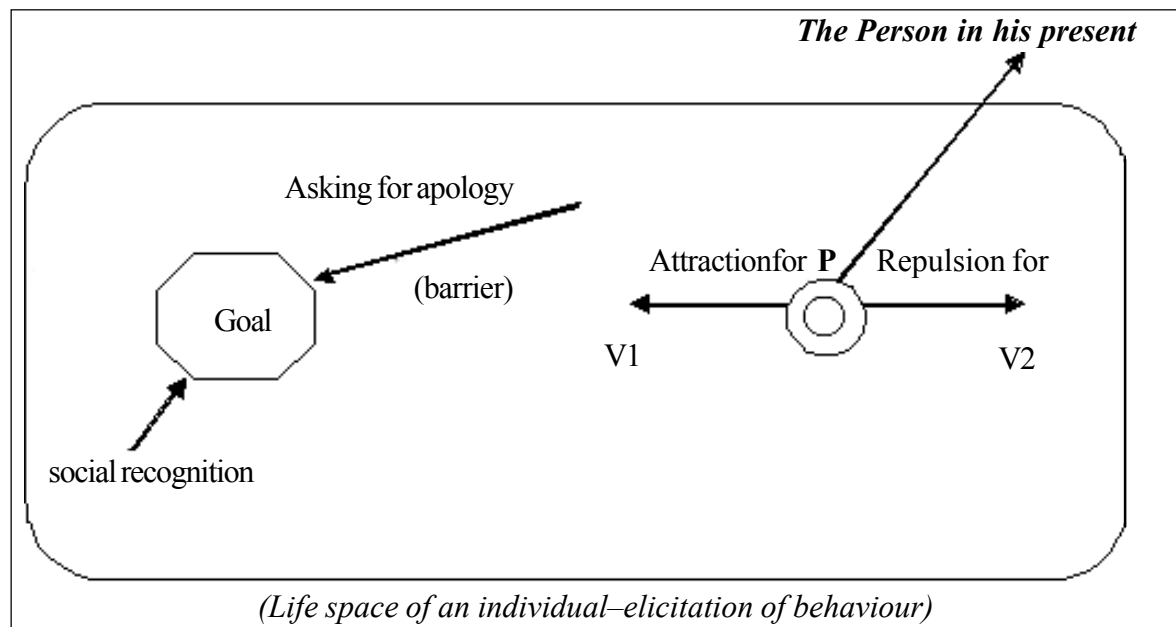 The Person in his present
Asking for apology
(barrier)
Attractionfor P Repulsion for
Goal
V1 V2
social recognition
(Life space of an individual–elicitation of behaviour)